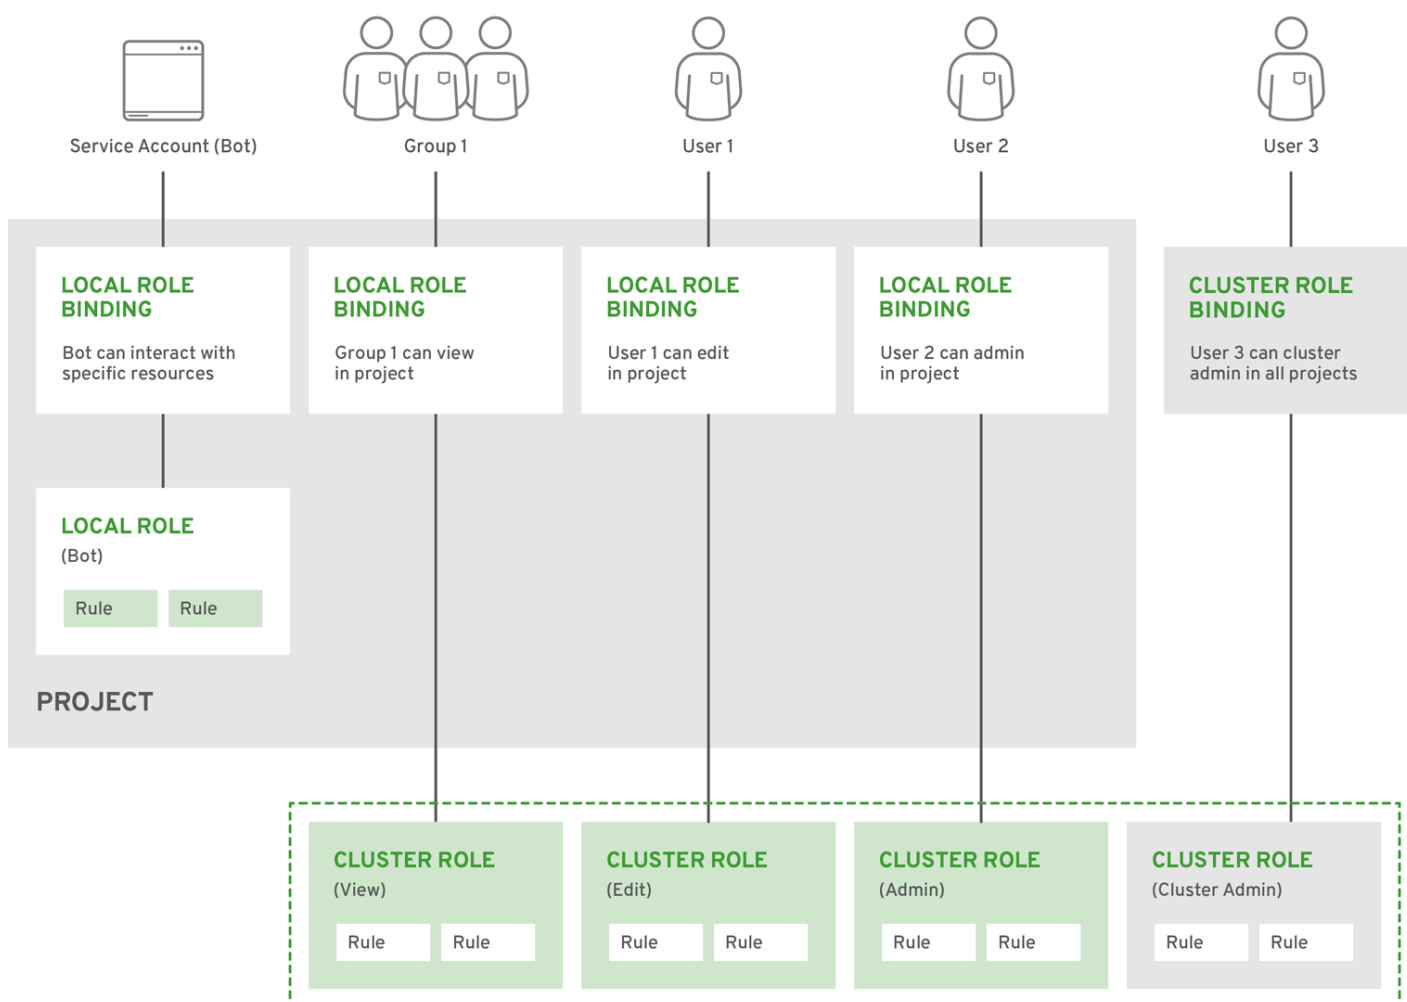 Service Account (Bot)
Group 1
User 1
User 2
User 3
LOCAL ROLE
BINDING
Bot can interact with
specific resources
LOCAL ROLE
BINDING
Group 1 can view
in project
LOCAL ROLE
BINDING
User 1 can edit
in project
LOCAL ROLE
BINDING
User 2 can admin
in project
CLUSTER ROLE
BINDING
User 3 can cluster
admin in all projects
LOCAL ROLE
(Bot)
Rule
Rule
PROJECT
CLUSTER ROLE
(View)
Rule
Rule
CLUSTER ROLE
(Edit)
Rule
Rule
CLUSTER ROLE
(Admin)
Rule
Rule
CLUSTER ROLE
(Cluster Admin)
Rule
Rule